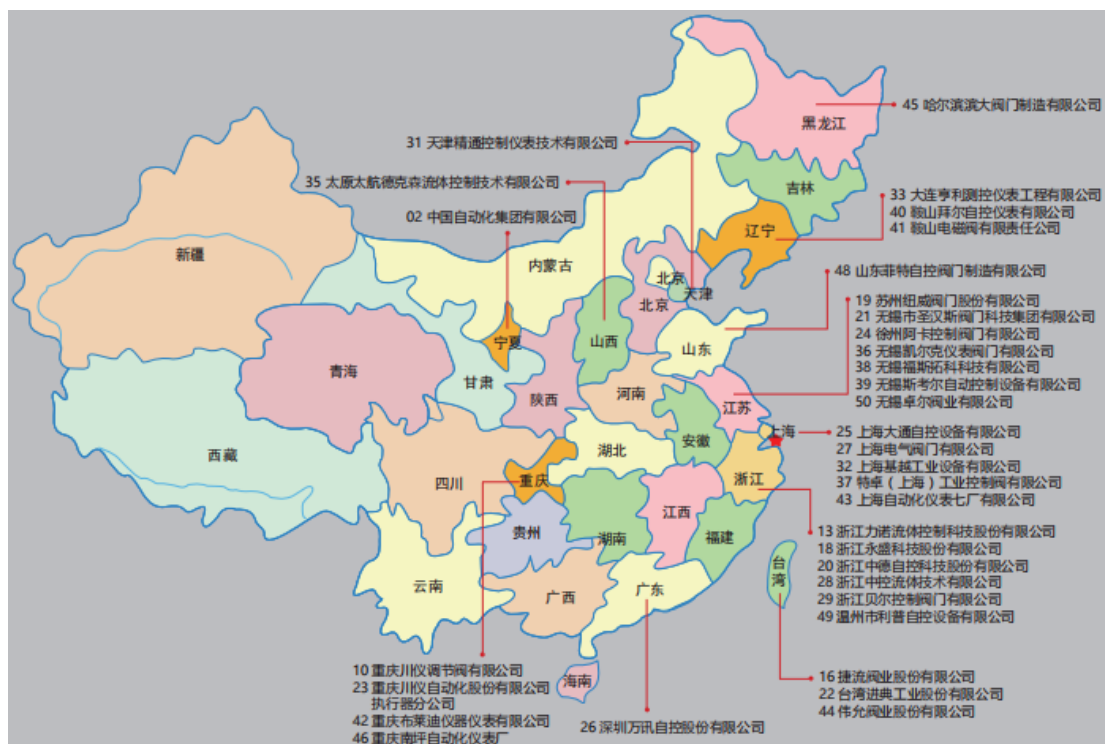 45 哈尔滨滨大阀门制造有限公司
黑龙江
31 天津精通控制仪表技术有限公司
35 太原太航德克森流体控制技术有限公司
吉林
33 大连亨利测控仪表工程有限公司
40 鞍山拜尔自控仪表有限公司
41 鞍山电磁阀有限责任公司
02 中国自动化集团有限公司
辽宁
新疆
内蒙古
北京
天津
北京
48 山东菲特自控阀门制造有限公司
19 苏州纽威阀门股份有限公司
21 无锡市圣汉斯阀门科技集团有限公司
24 徐州阿卡控制阀门有限公司
36 无锡凯尔克仪表阀门有限公司
38 无锡福斯拓科科技有限公司
39 无锡斯考尔自动控制设备有限公司
50 无锡卓尔阀业有限公司
宁夏
山西
山东
青海
甘肃
陕西
河南
江苏
上海
25 上海大通自控设备有限公司
27 上海电气阀门有限公司
32 上海基越工业设备有限公司
37 特卓（上海）工业控制阀有限公司
43 上海自动化仪表七厂有限公司
西藏
四川
重庆
湖北
安徽
浙江
贵州
湖南
江西
福建
13 浙江力诺流体控制科技股份有限公司
18 浙江永盛科技股份有限公司
20 浙江中德自控科技股份有限公司
28 浙江中控流体技术有限公司
29 浙江贝尔控制阀门有限公司
49 温州市利普自控设备有限公司
台湾
云南
广西
广东
10 重庆川仪调节阀有限公司
23 重庆川仪自动化股份有限公司
执行器分公司
42 重庆布莱迪仪器仪表有限公司
46 重庆南坪自动化仪表厂
海南
26 深圳万讯自控股份有限公司
16 捷流阀业股份有限公司
22 台湾进典工业股份有限公司
44 伟允阀业股份有限公司